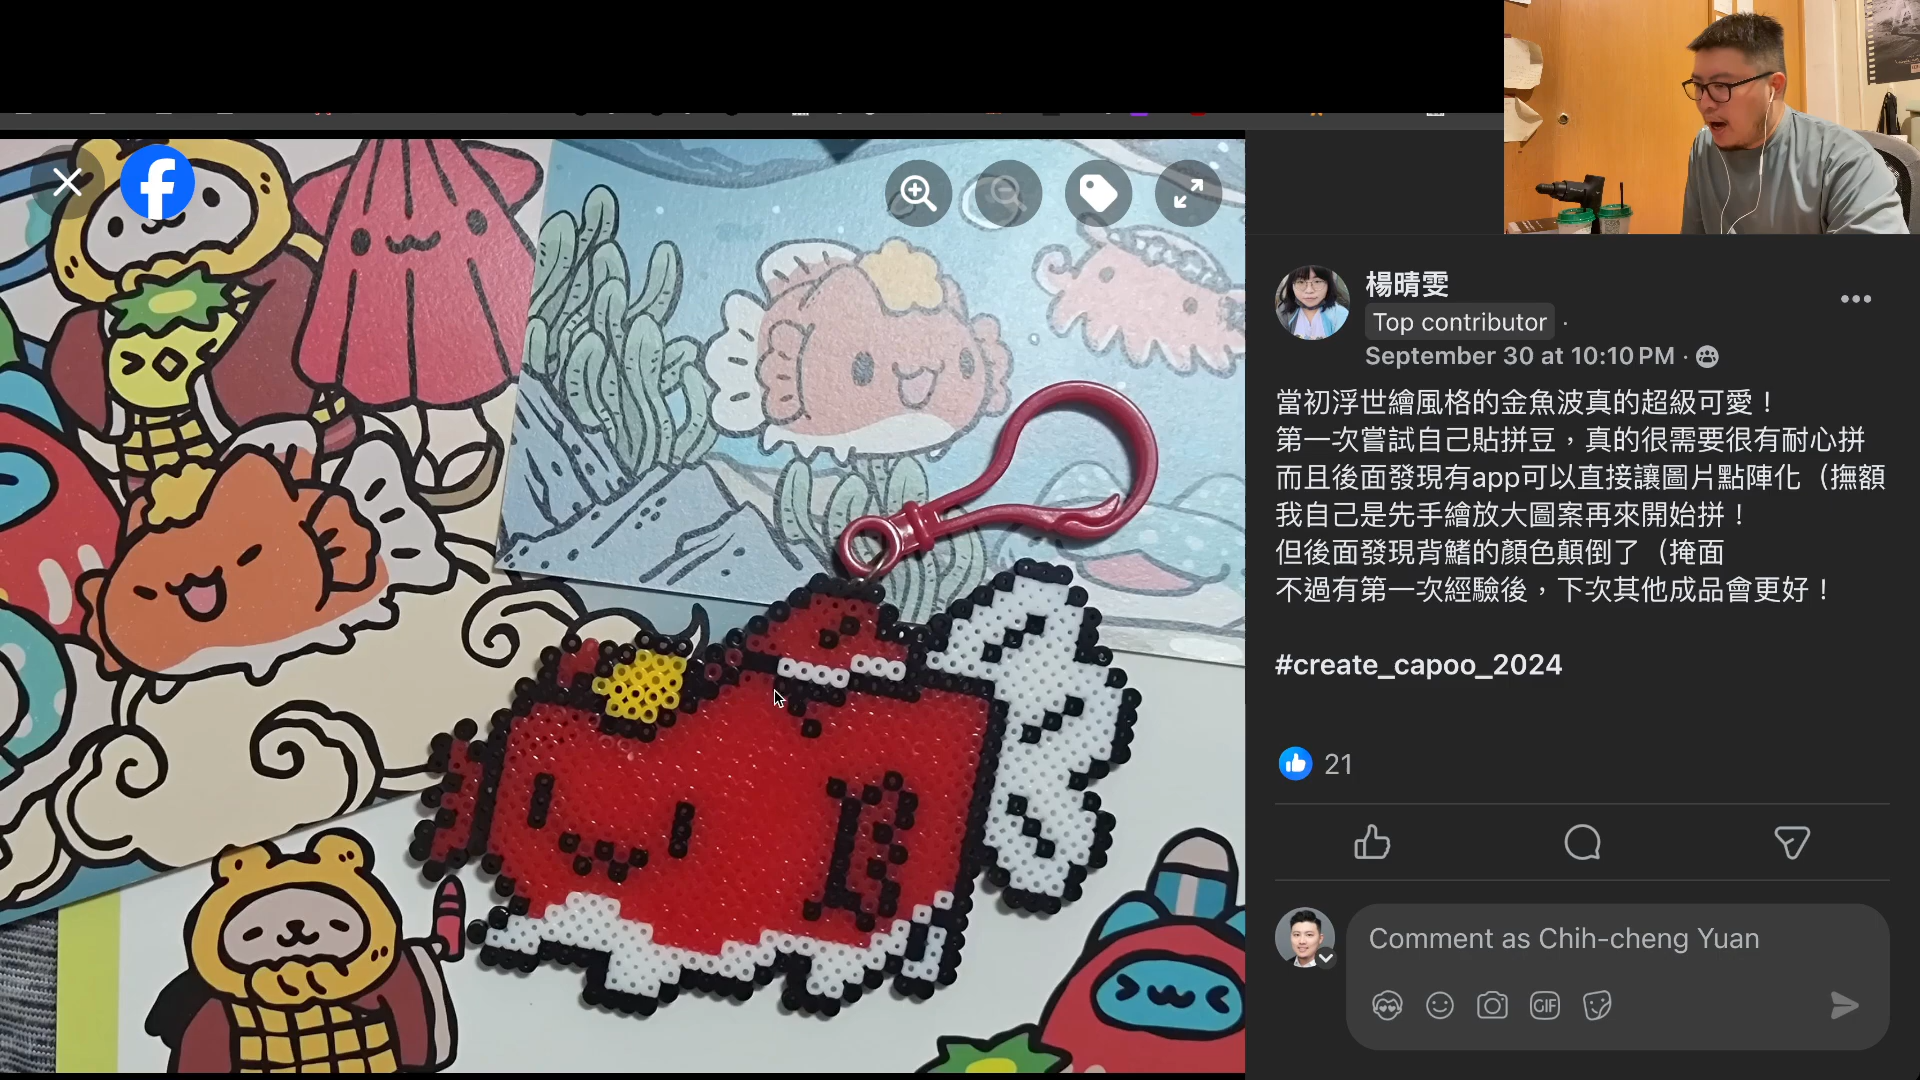 楊晴雯
Top contributor ·
September 30 at 10:10 PM ·
當初浮世繪風格的金魚波真的超級可愛！
第一次嘗試自己貼拼豆，真的很需要很有耐心拼
而且後面發現有app可以直接讓圖片點陣化（撫額
我自己是先手繪放大圖案再來開始拼！
但後面發現背鰭的顏色顛倒了（掩面
不過有第一次經驗後，下次其他成品會更好！
#create_capoo_2024
21
Comment as Chih-cheng Yuan
GIF